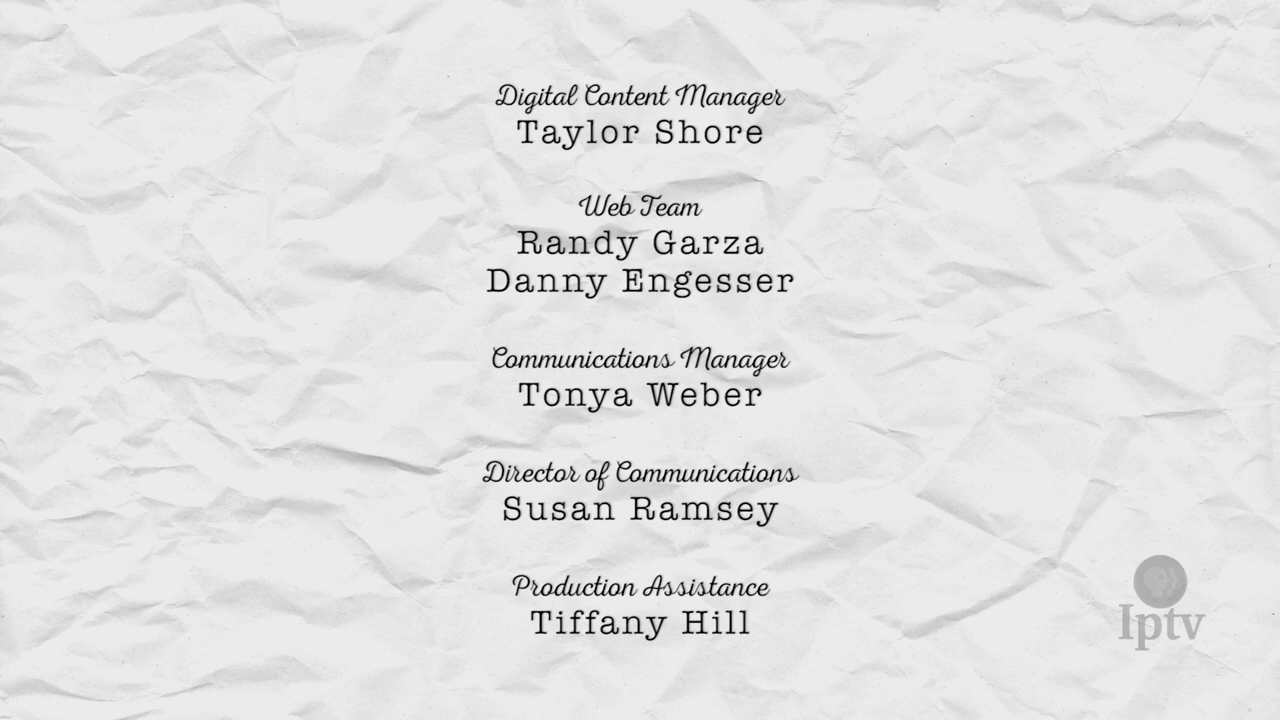 Digital Content Manager
Taylor Shore
Web Team
Randy Garza
Danny Engesser
Communications Manager
Tonya Weber
Director of Communications
Susan Ramsey
Production Assistance
Tiffany Hill
Iptv